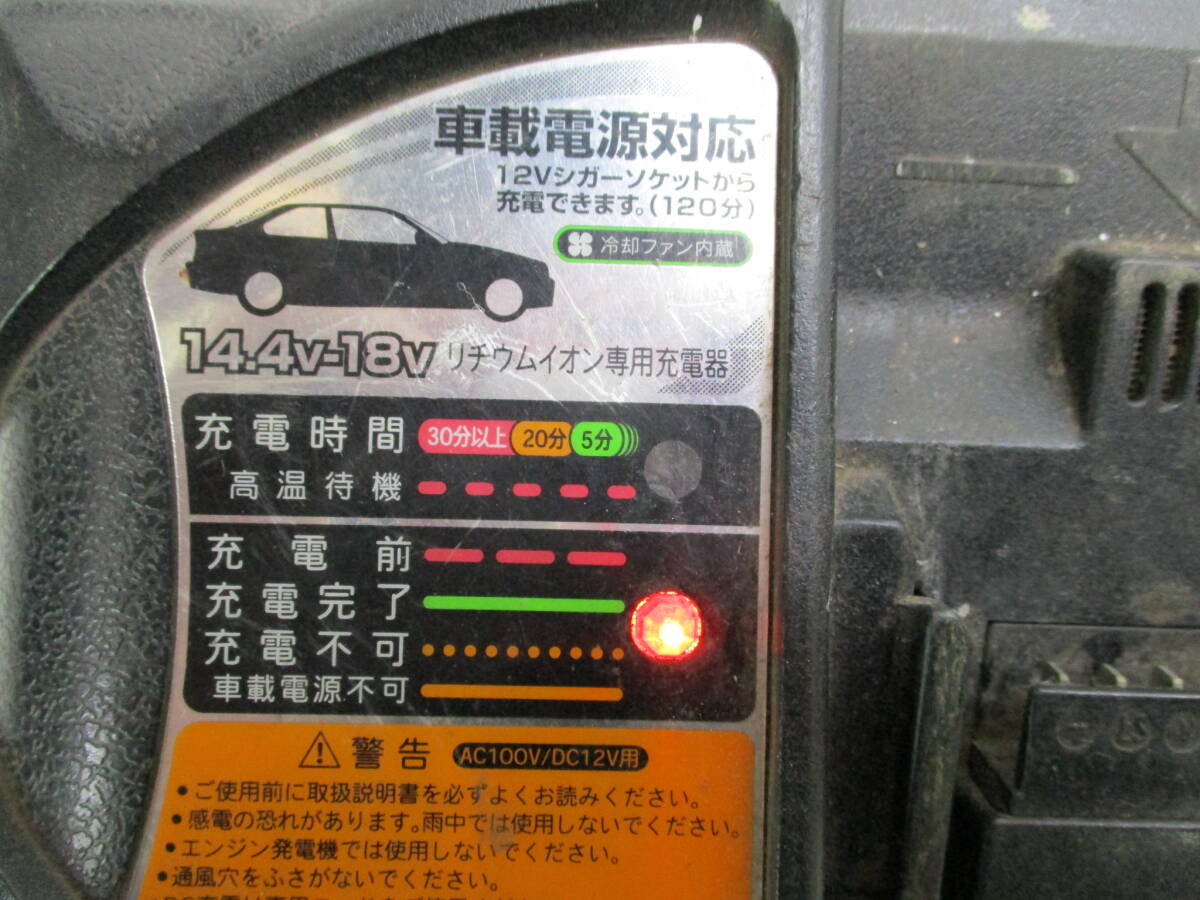 車載電源対応
12Vシガーソケットから
充電できます。(120分)
冷却ファン内蔵
14.4V-18V リチウムイオン専用充電器
充電時間 30分以上 20分 5分
高温待機
充電前
充電完了
充電不可
車載電源不可
警告 AC100V/DC12V用
•ご使用前に取扱説明書を必ずよくお読みください。
•感電の恐れがあります。雨中では使用しないでください。
•エンジン発電機では使用しないでください。
•通風穴をふさがないでください。